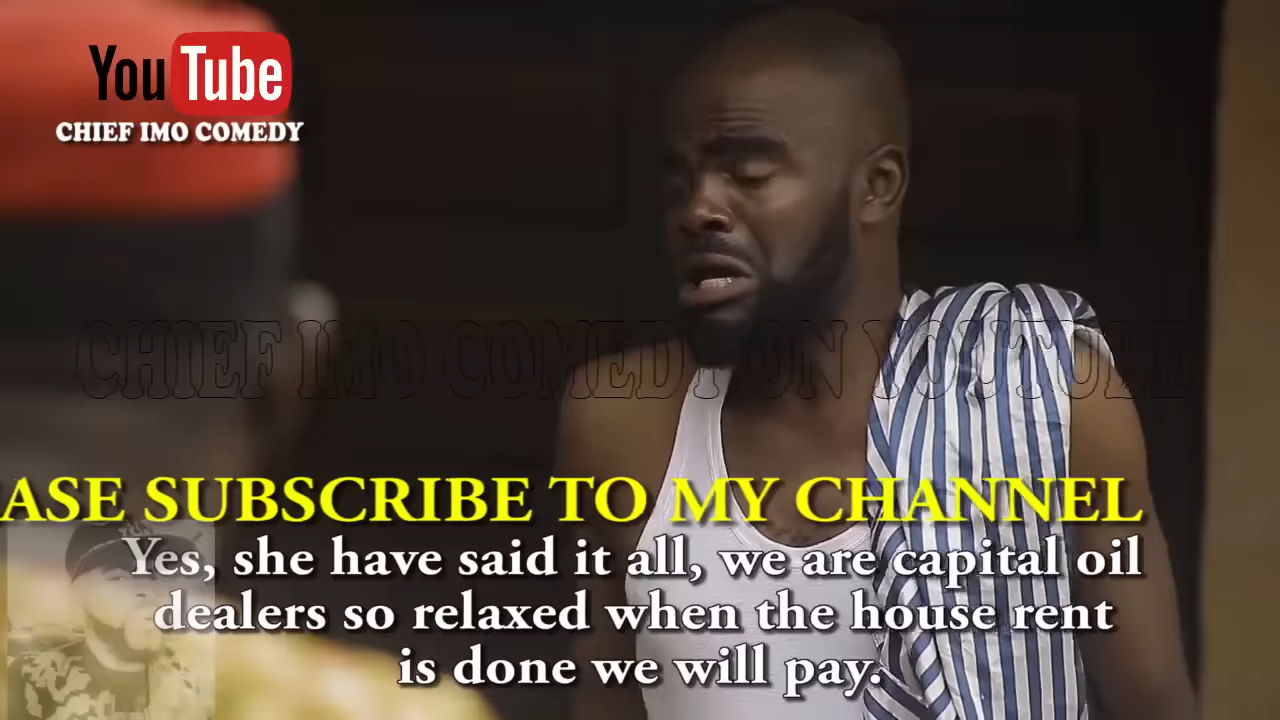 YouTube
CHIEF IMO COMEDY
CHIEF IMO COMEDY ON YOUTUBE
ASE SUBSCRIBE TO MY CHANNEL
Yes, she have said it all, we are capital oil
dealers so relaxed when the house rent
is done we will pay.